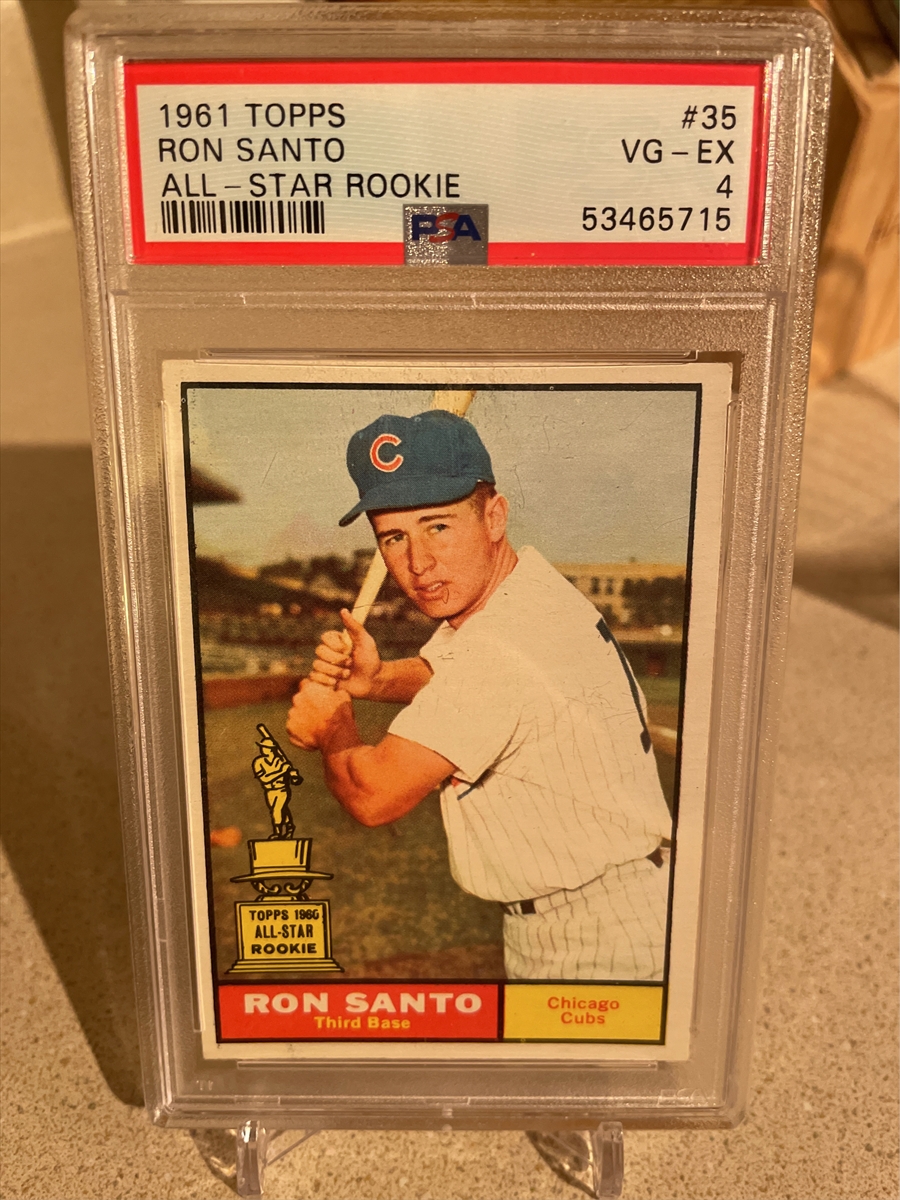 1961 TOPPS #35
RON SANTO VG-EX
ALL-STAR ROOKIE 4
53465715
PSA
C
TOPPS 1960
ALL-STAR
ROOKIE
RON SANTO
Third Base
Chicago
Cubs